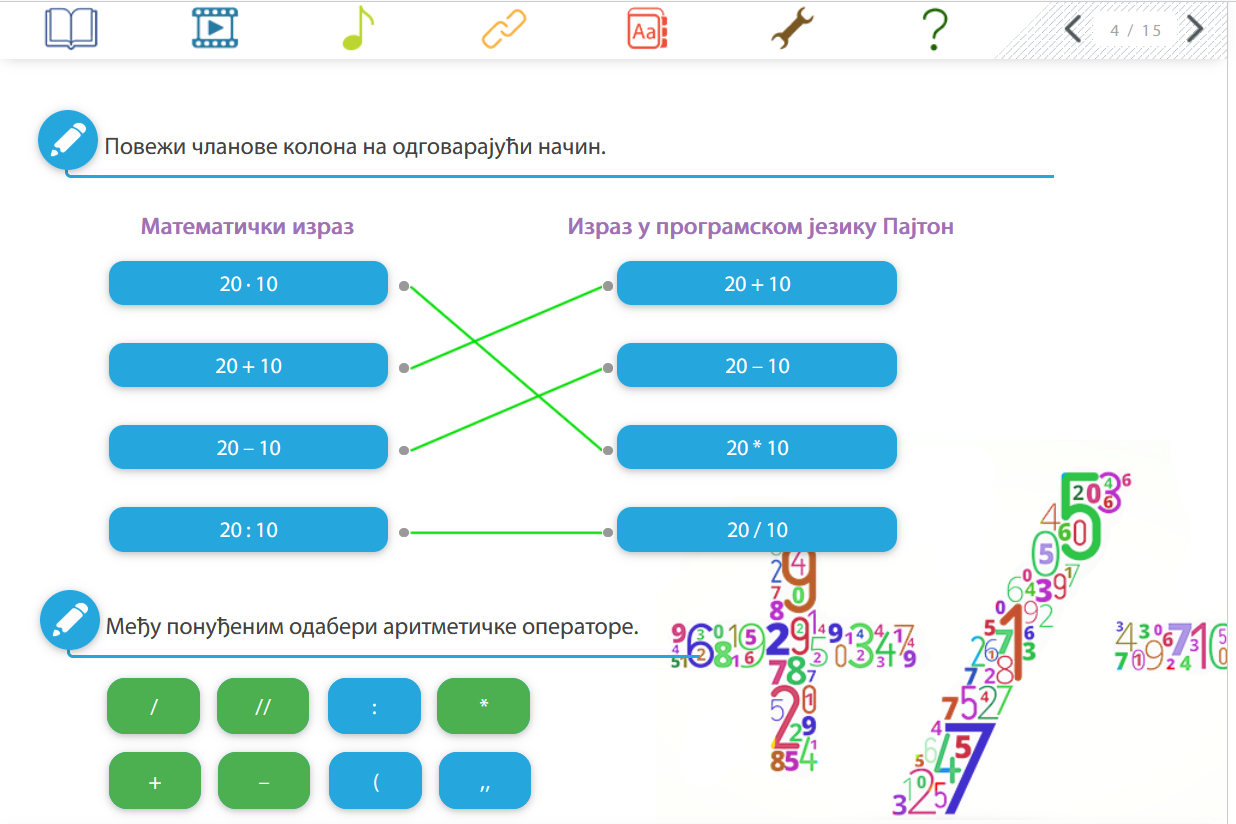 Aa
?
4 / 15
Повежи чланове колона на одговарајући начин.
Математички израз
Израз у програмском језику Пајтон
20 · 10
20 + 10
20 + 10
20 – 10
20 – 10
20 * 10
20 : 10
20 / 10
Међу понуђеним одабери аритметичке операторе.
/
//
:
*
+
–
(
,,